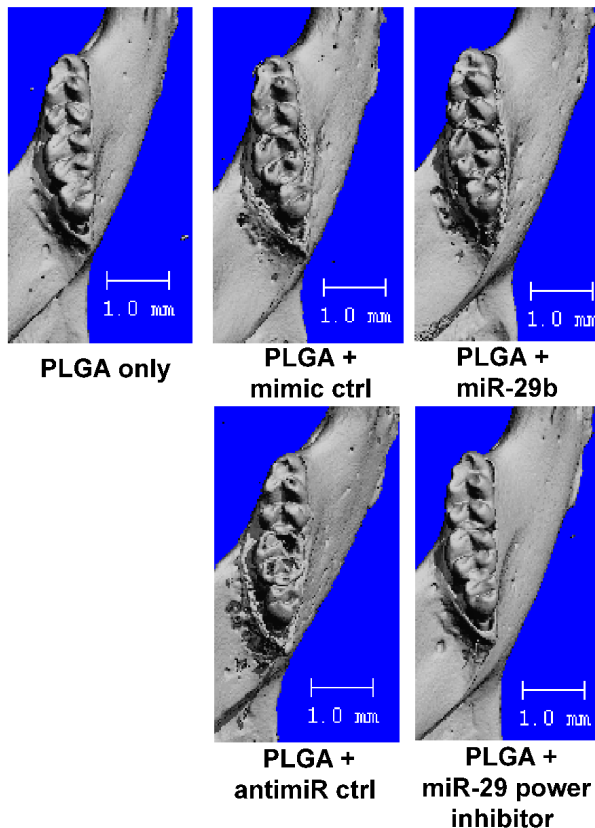 1.0 mm
1.0 mm
1.0 mm
PLGA only
PLGA +
mimic ctrl
PLGA +
miR-29b
1.0 mm
1.0 mm
PLGA +
antimiR ctrl
PLGA +
miR-29 power
inhibitor